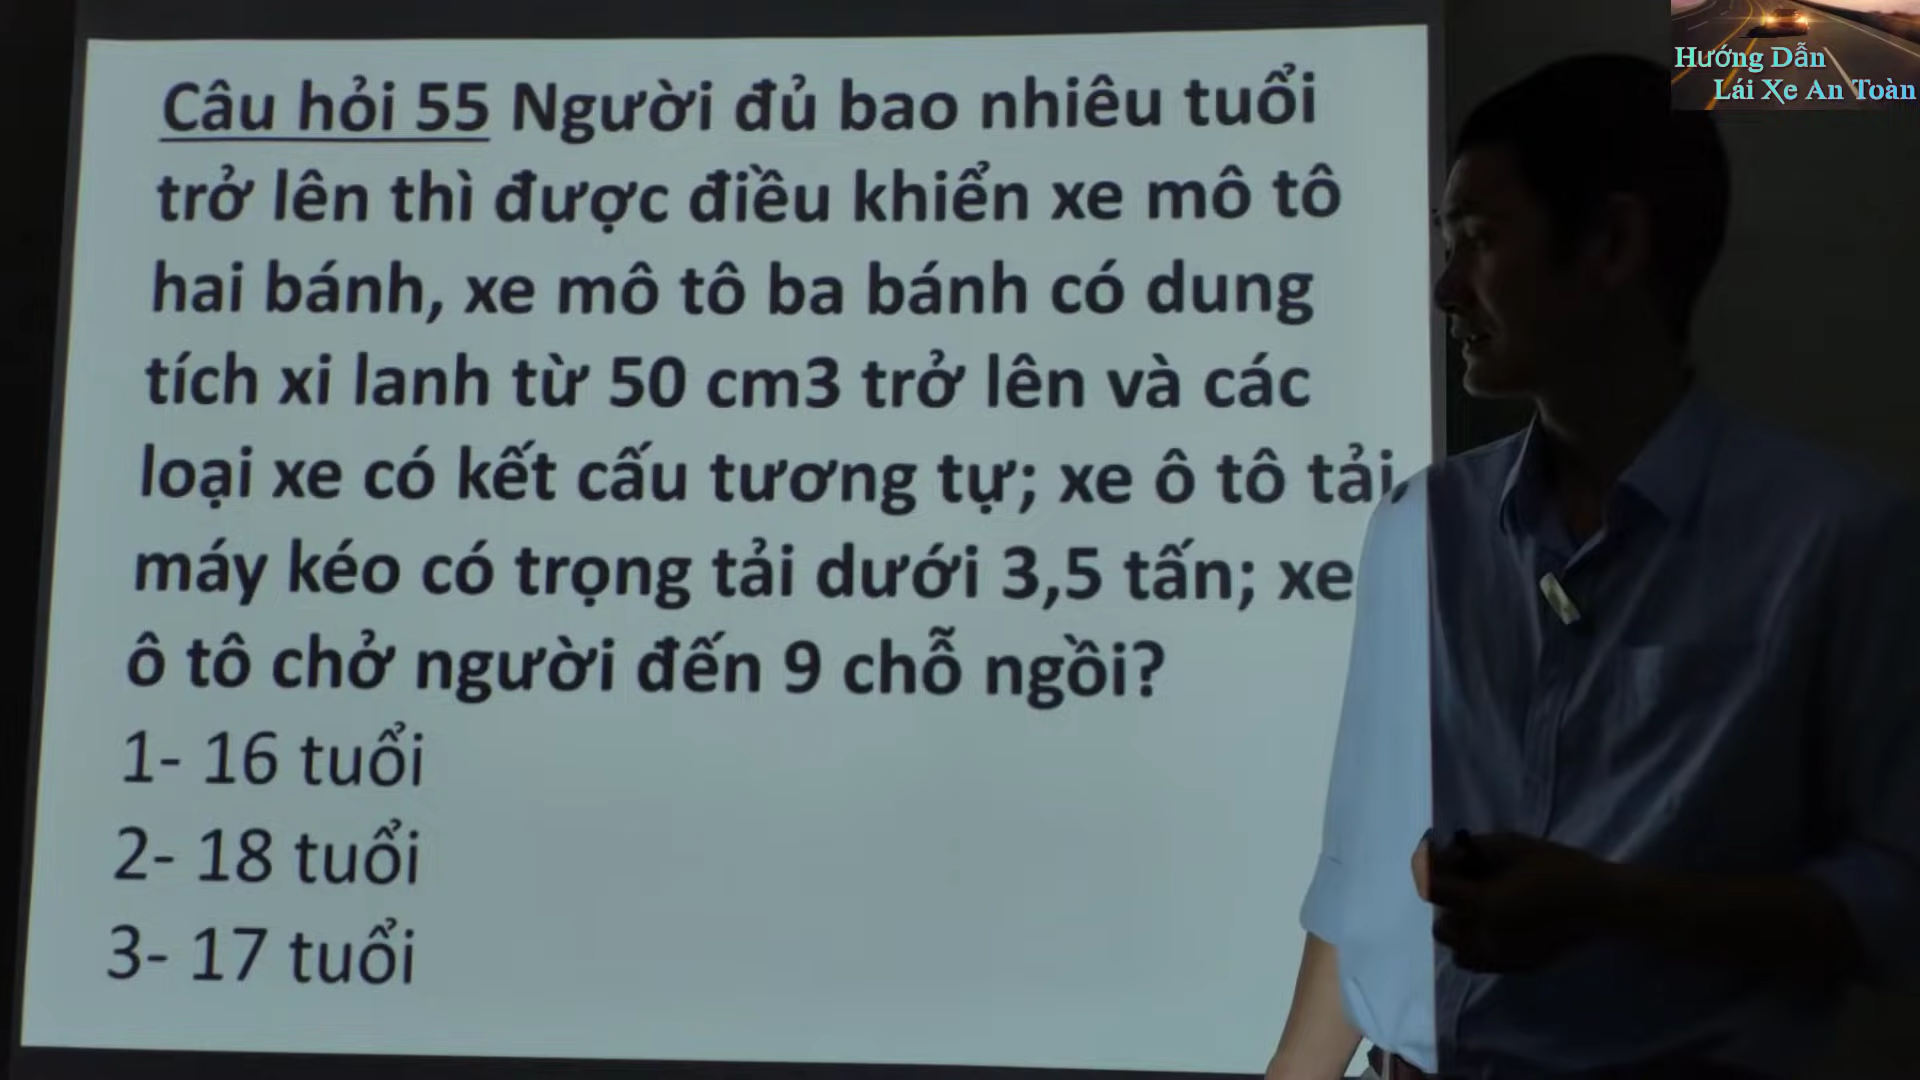 Hướng Dẫn
Lái Xe An Toàn
Câu hỏi 55 Người đủ bao nhiêu tuổi
trở lên thì được điều khiển xe mô tô
hai bánh, xe mô tô ba bánh có dung
tích xi lanh từ 50 cm3 trở lên và các
loại xe có kết cấu tương tự; xe ô tô tải,
máy kéo có trọng tải dưới 3,5 tấn; xe
ô tô chở người đến 9 chỗ ngồi?
1- 16 tuổi
2- 18 tuổi
3- 17 tuổi